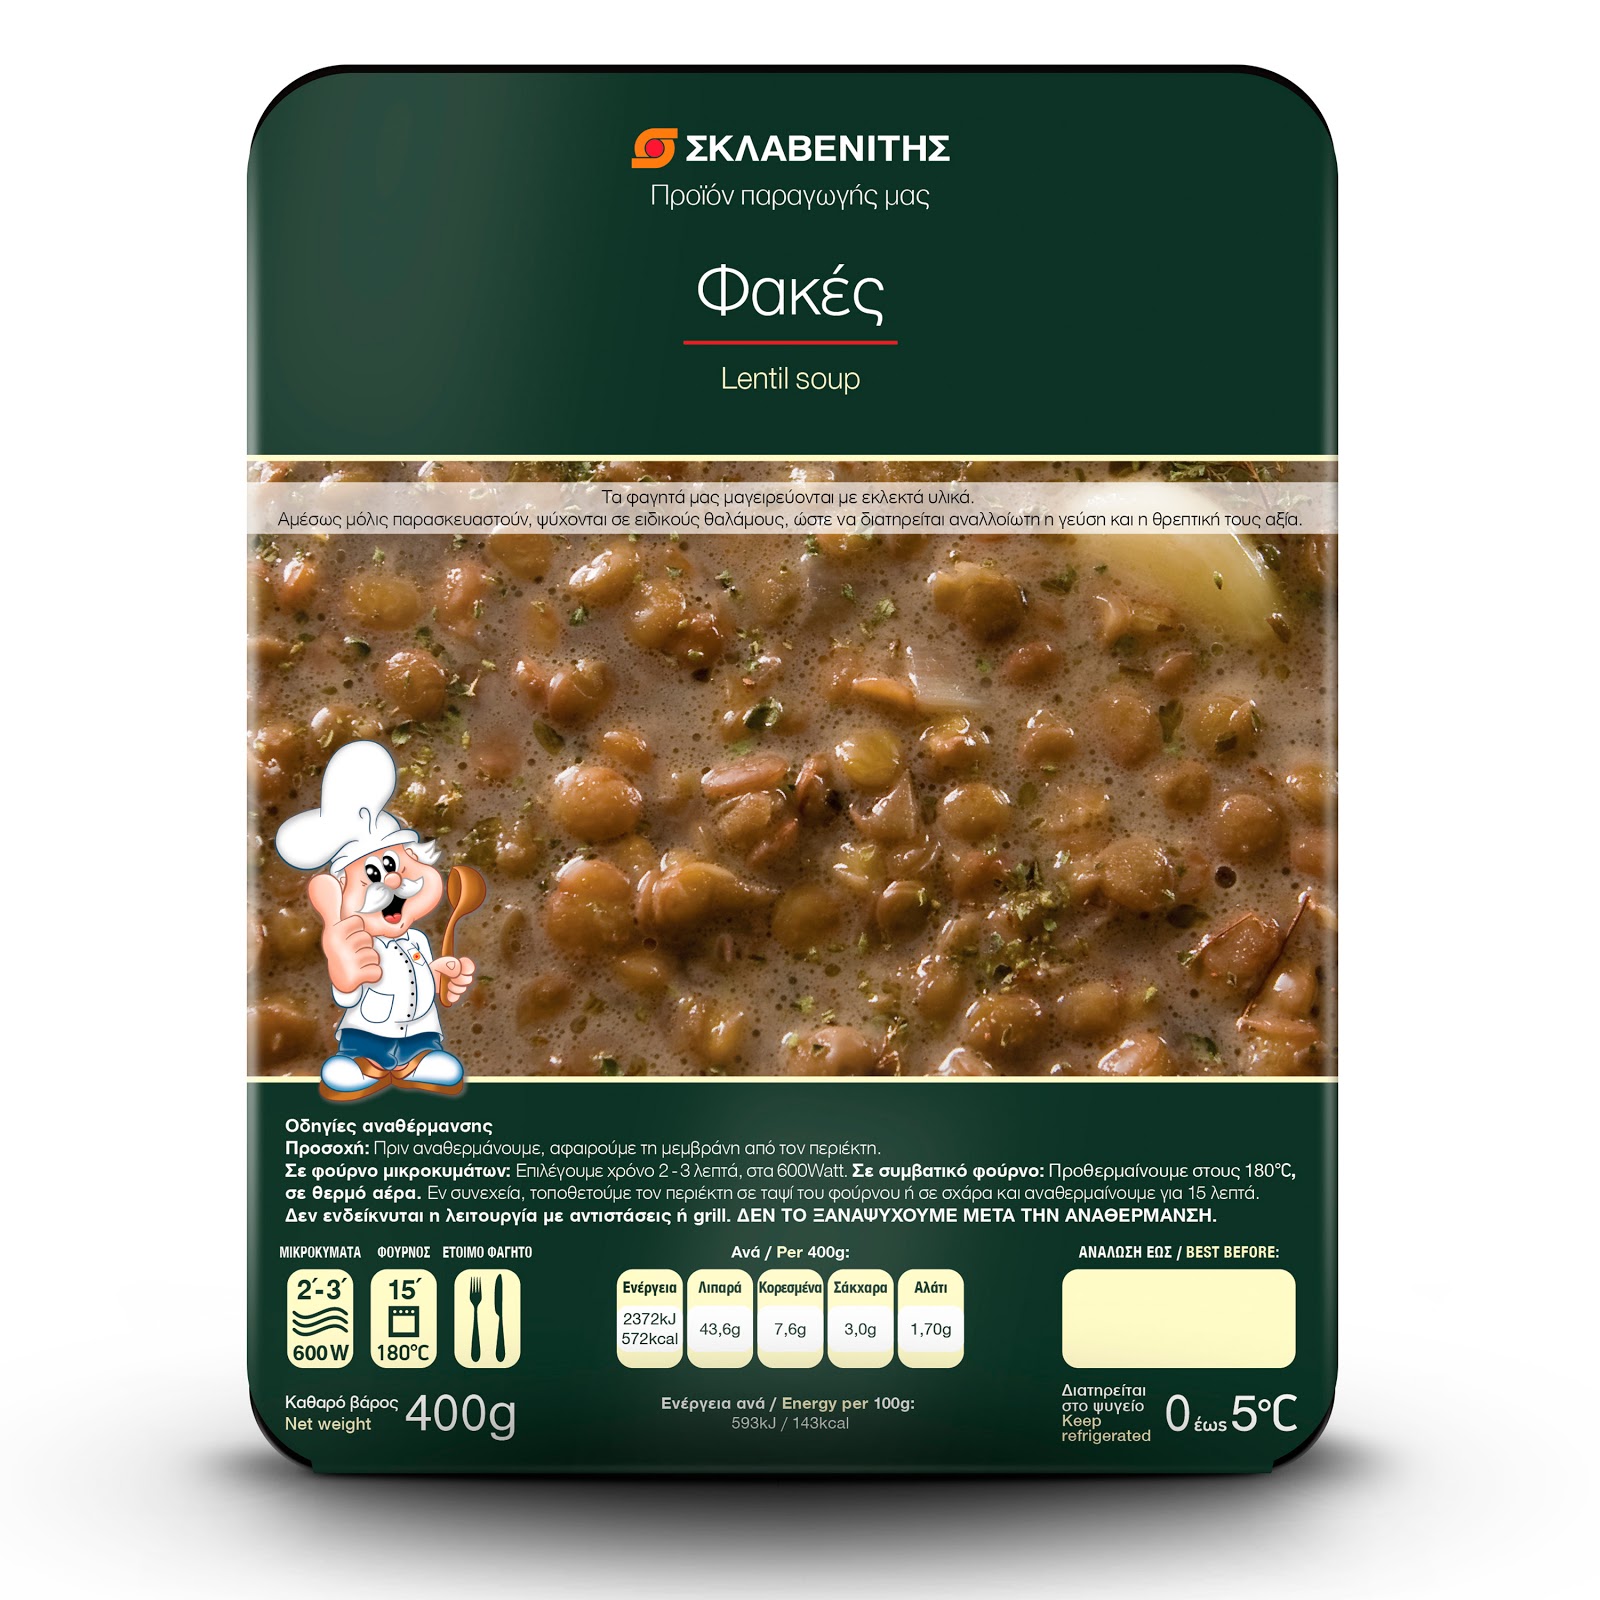 ΣΚΛΑΒΕΝΙΤΗΣ
Προϊόν παραγωγής μας
Φακές
Lentil soup
Τα φαγητά μας μαγειρεύονται με εκλεκτά υλικά.
Αμέσως μόλις παρασκευαστούν, ψύχονται σε ειδικούς θαλάμους, ώστε να διατηρείται αναλλοίωτη η γεύση και η θρεπτική τους αξία.
Οδηγίες αναθέρμανσης
Προσοχή: Πριν αναθερμάνουμε, αφαιρούμε τη μεμβράνη από τον περιέκτη.
Σε φούρνο μικροκυμάτων: Επιλέγουμε χρόνο 2 - 3 λεπτά, στα 600Watt. Σε συμβατικό φούρνο: Προθερμαίνουμε στους 180°C,
σε θερμό αέρα. Εν συνεχεία, τοποθετούμε τον περιέκτη σε ταψί του φούρνου ή σε σχάρα και αναθερμαίνουμε για 15 λεπτά.
Δεν ενδείκνυται η λειτουργία με αντιστάσεις ή grill. ΔΕΝ ΤΟ ΞΑΝΑΨΥΧΟΥΜΕ ΜΕΤΑ ΤΗΝ ΑΝΑΘΕΡΜΑΝΣΗ.
ΜΙΚΡΟΚΥΜΑΤΑ ΦΟΥΡΝΟΣ ΕΤΟΙΜΟ ΦΑΓΗΤΟ
2΄-3΄ 15΄
600 W 180°C
Ανά / Per 400g:
Ενέργεια Λιπαρά Κορεσμένα Σάκχαρα Αλάτι
2372kJ
572kcal 43,6g 7,6g 3,0g 1,70g
ΑΝΑΛΩΣΗ ΕΩΣ / BEST BEFORE:
Καθαρό βάρος
Net weight
400g
Ενέργεια ανά / Energy per 100g:
593kJ / 143kcal
Διατηρείται
στο ψυγείο
Keep
refrigerated
0 έως 5°C